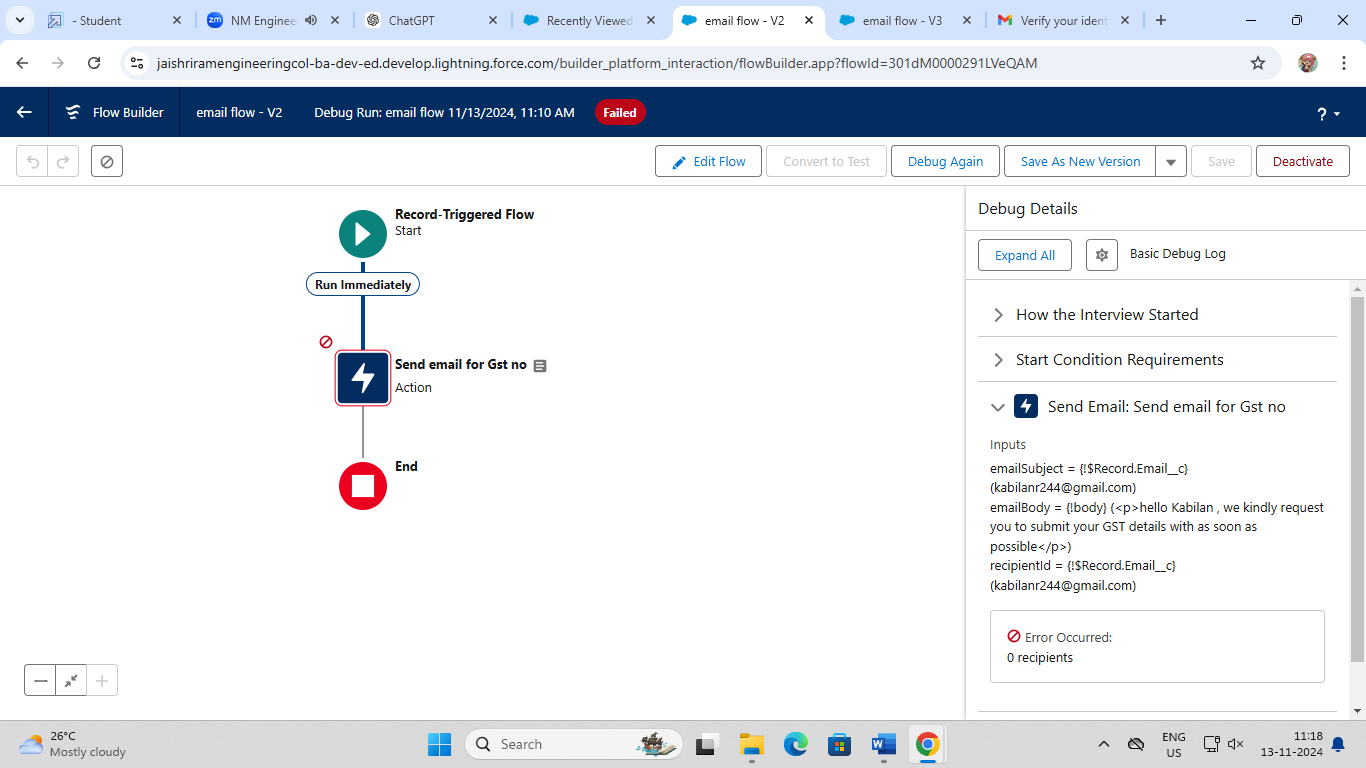 - Student
NM Enginee
ChatGPT
Recently Viewed
email flow - V2
email flow - V3
Verify your ident
jaishriramengineeringcol-ba-dev-ed.develop.lightning.force.com/builder_platform_interaction/flowBuilder.app?flowId=301dM0000291LVeQAM
Flow Builder
email flow - V2
Debug Run: email flow 11/13/2024, 11:10 AM
Failed
?
Edit Flow
Convert to Test
Debug Again
Save As New Version
Save
Deactivate
Record-Triggered Flow
Start
Run Immediately
Send email for Gst no
Action
End
Debug Details
Expand All
Basic Debug Log
How the Interview Started
Start Condition Requirements
Send Email: Send email for Gst no
Inputs
emailSubject = {!$Record.Email__c}
(kabilanr244@gmail.com)
emailBody = {!body} (<p>hello Kabilan , we kindly request
you to submit your GST details with as soon as
possible</p>)
recipientId = {!$Record.Email__c}
(kabilanr244@gmail.com)
Error Occurred:
0 recipients
26°C
Mostly cloudy
Search
ENG
US
11:18
13-11-2024